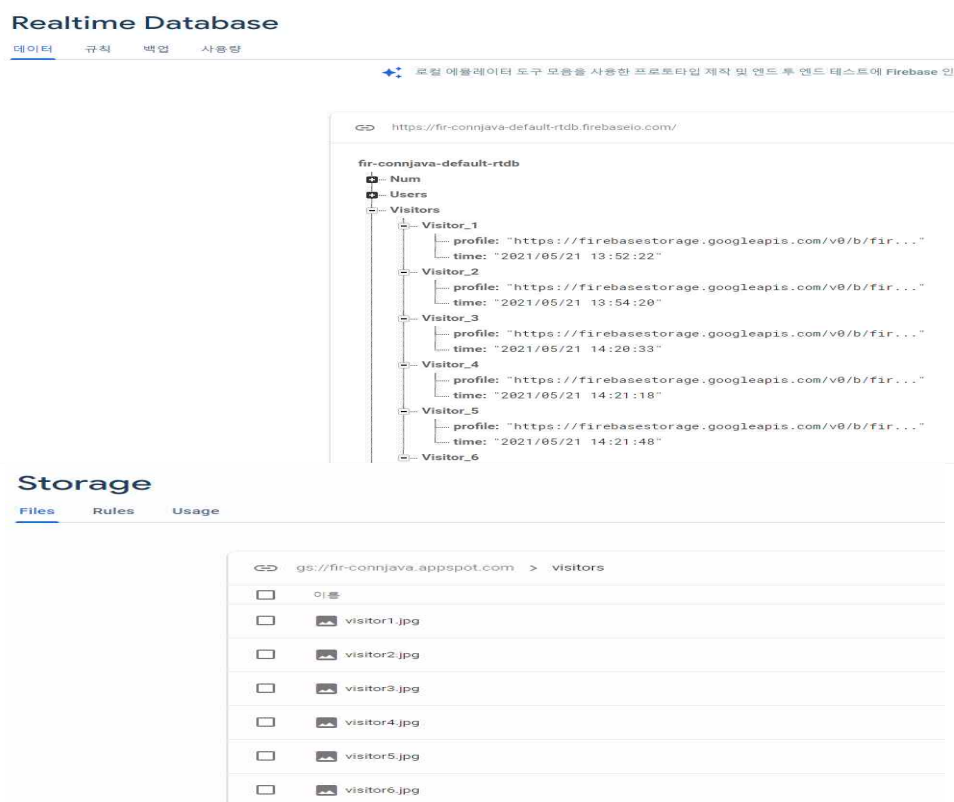 Realtime Database
데이터 규칙 백업 사용량
로컬 에뮬레이터 도구 모음을 사용한 프로토타입 제작 및 엔드 투 엔드 테스트에 Firebase 인
https://fir-connjava-default-rtdb.firebaseio.com/
fir-connjava-default-rtdb
Num
Users
Visitors
Visitor_1
profile: "https://firebasestorage.googleapis.com/v0/b/fir..."
time: "2021/05/21 13:52:22"
Visitor_2
profile: "https://firebasestorage.googleapis.com/v0/b/fir..."
time: "2021/05/21 13:54:20"
Visitor_3
profile: "https://firebasestorage.googleapis.com/v0/b/fir..."
time: "2021/05/21 14:20:33"
Visitor_4
profile: "https://firebasestorage.googleapis.com/v0/b/fir..."
time: "2021/05/21 14:21:18"
Visitor_5
profile: "https://firebasestorage.googleapis.com/v0/b/fir..."
time: "2021/05/21 14:21:48"
Visitor_6
Storage
Files Rules Usage
gs://fir-connjava.appspot.com > visitors
이름
visitor1.jpg
visitor2.jpg
visitor3.jpg
visitor4.jpg
visitor5.jpg
visitor6.jpg